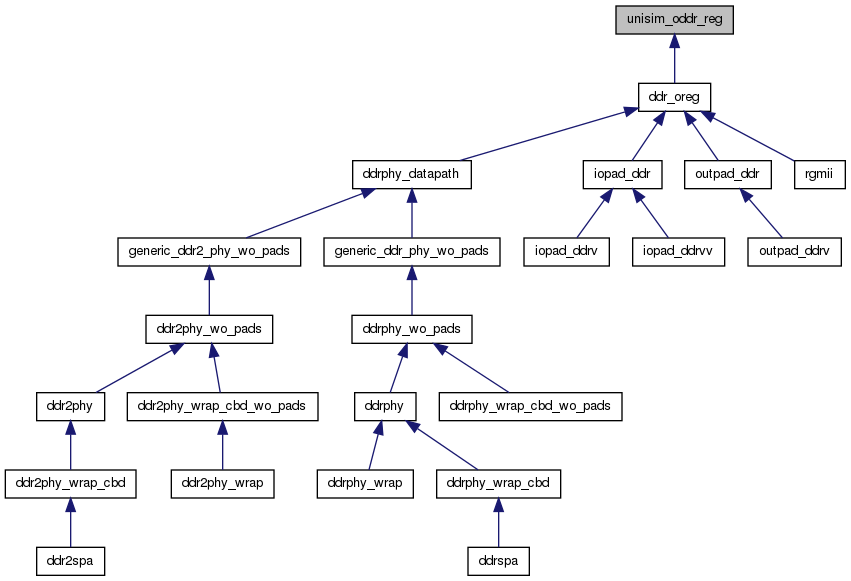 unisim_oddr_reg
ddr_oreg
ddrphy_datapath
iopad_ddr
outpad_ddr
rgmii
generic_ddr2_phy_wo_pads
generic_ddr_phy_wo_pads
iopad_ddrv
iopad_ddrvv
outpad_ddrv
ddr2phy_wo_pads
ddrphy_wo_pads
ddr2phy
ddr2phy_wrap_cbd_wo_pads
ddrphy
ddrphy_wrap_cbd_wo_pads
ddr2phy_wrap_cbd
ddr2phy_wrap
ddrphy_wrap
ddrphy_wrap_cbd
ddr2spa
ddrspa